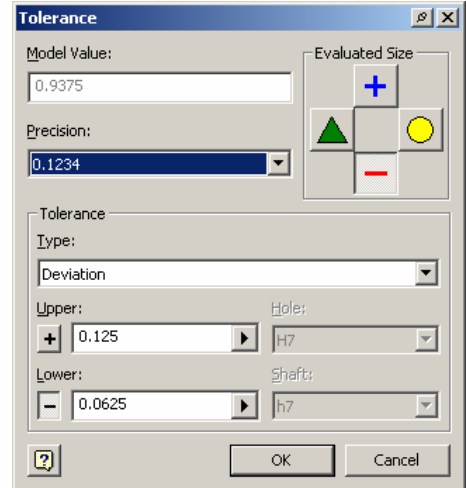 Tolerance
Model Value:
0.9375
Precision:
0.1234
Evaluated Size
+
−
Tolerance
Type:
Deviation
Upper:
+ 0.125
Hole:
H7
Lower:
− 0.0625
Shaft:
h7
?
OK
Cancel